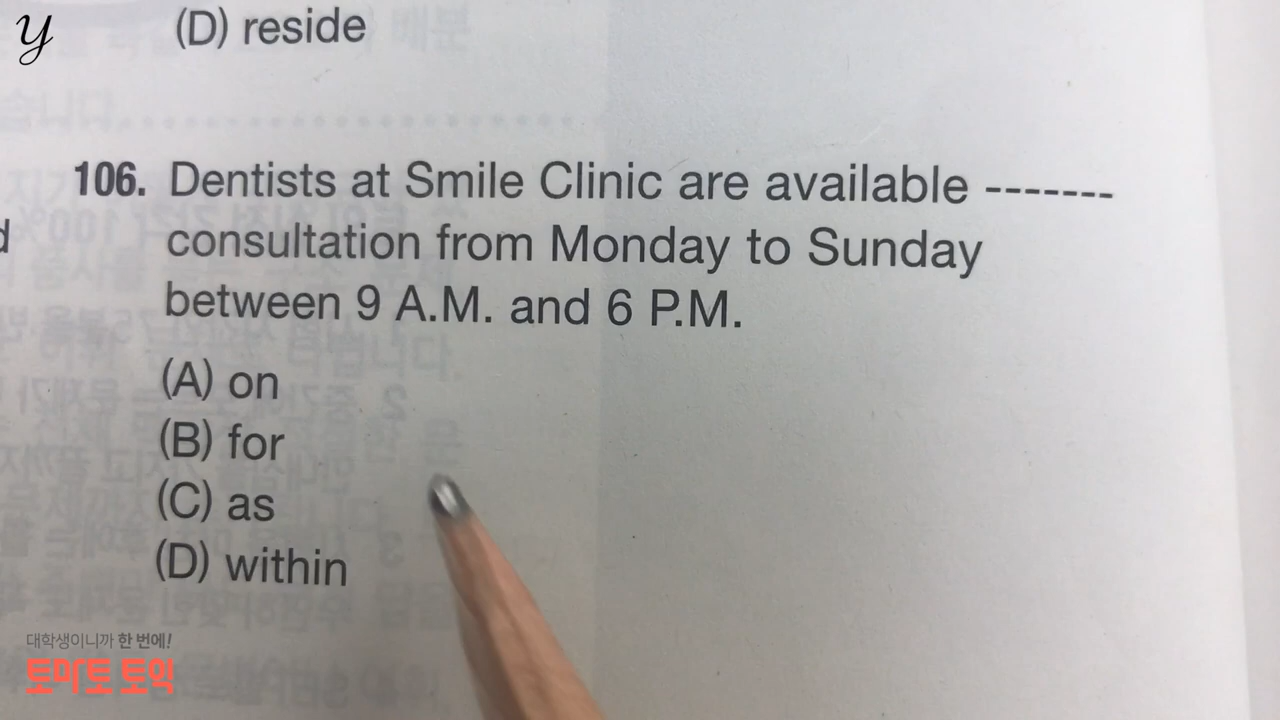 y
(D) reside
106. Dentists at Smile Clinic are available -------
consultation from Monday to Sunday
between 9 A.M. and 6 P.M.
(A) on
(B) for
(C) as
(D) within
대학생이니까 한 번에!
토마토 토익